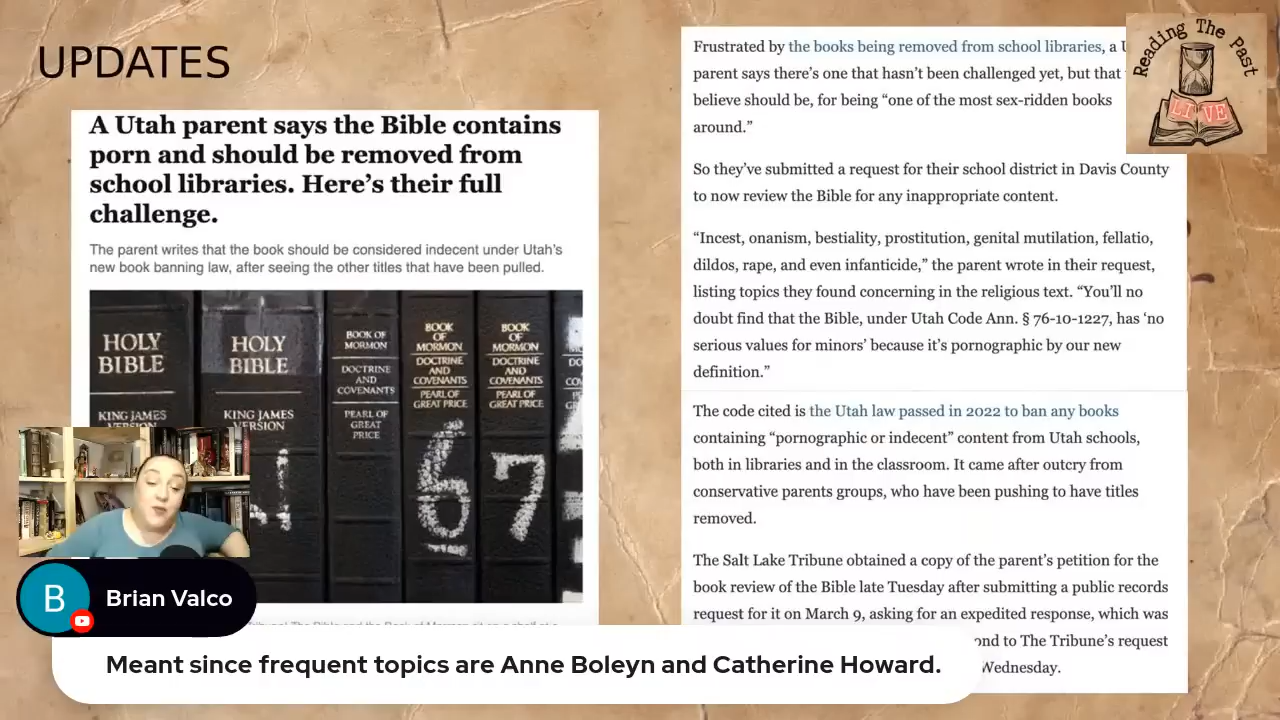 UPDATES
A Utah parent says the Bible contains
porn and should be removed from
school libraries. Here's their full
challenge.
The parent writes that the book should be considered indecent under Utah's
new book banning law, after seeing the other titles that have been pulled.
HOLY
BIBLE
KING JAMES
VERSION
HOLY
BIBLE
KING JAMES
VERSION
BOOK OF
MORMON
DOCTRINE
AND
COVENANTS
PEARL OF
GREAT PRICE
BOOK
OF
MORMON
DOCTRINE
AND
COVENANTS
PEARL OF
GREAT PRICE
6
BOOK
OF
MORMON
DOCTRINE
AND
COVENANTS
PEARL OF
GREAT PRICE
7
Frustrated by the books being removed from school libraries, a U
parent says there's one that hasn't been challenged yet, but that
believe should be, for being “one of the most sex-ridden books
around.”
So they've submitted a request for their school district in Davis County
to now review the Bible for any inappropriate content.
“Incest, onanism, bestiality, prostitution, genital mutilation, fellatio,
dildos, rape, and even infanticide,” the parent wrote in their request,
listing topics they found concerning in the religious text. “You'll no
doubt find that the Bible, under Utah Code Ann. § 76-10-1227, has ‘no
serious values for minors’ because it's pornographic by our new
definition.”
The code cited is the Utah law passed in 2022 to ban any books
containing “pornographic or indecent” content from Utah schools,
both in libraries and in the classroom. It came after outcry from
conservative parents groups, who have been pushing to have titles
removed.
The Salt Lake Tribune obtained a copy of the parent's petition for the
book review of the Bible late Tuesday after submitting a public records
request for it on March 9, asking for an expedited response, which was
ond to The Tribune's request
Wednesday.
Reading The Past
LIVE
B
Brian Valco
Meant since frequent topics are Anne Boleyn and Catherine Howard.